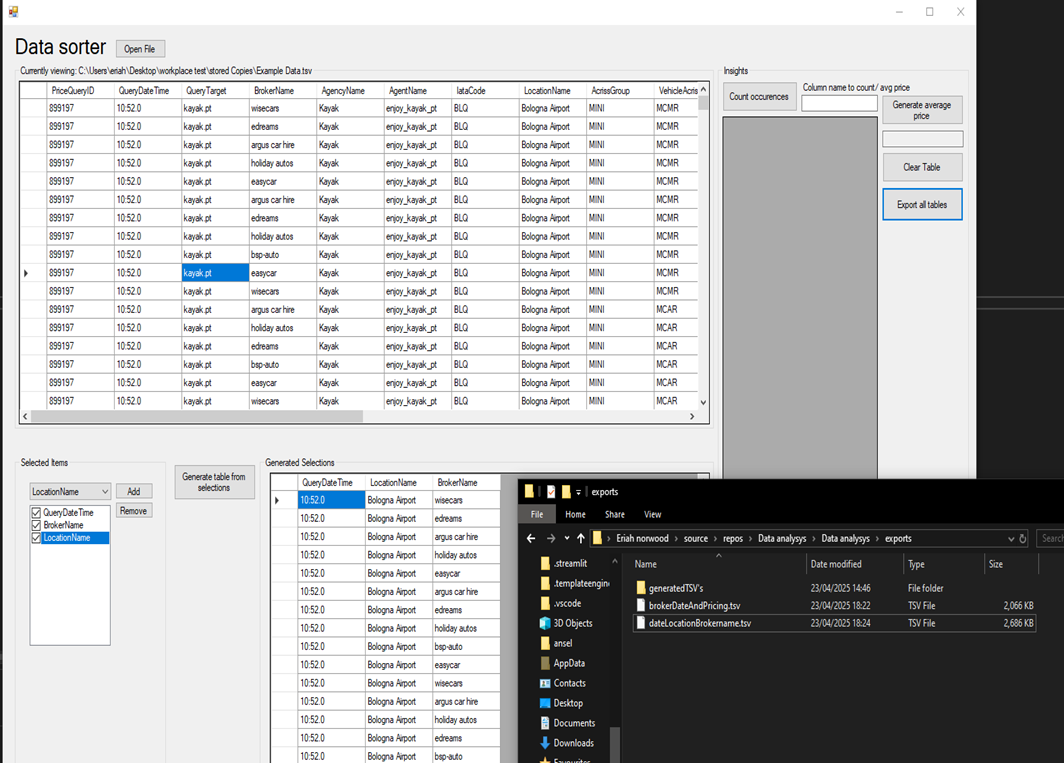 Data sorter Open File
Currently viewing: C:\Users\eriah\Desktop\workplace test\stored Copies\Example Data.tsv
PriceQueryID QueryDateTime QueryTarget BrokerName AgencyName AgentName IataCode LocationName AcrissGroup VehicleAcris
899197 10:52.0 kayak.pt wisecars Kayak enjoy_kayak_pt BLQ Bologna Airport MINI MCMR
899197 10:52.0 kayak.pt edreams Kayak enjoy_kayak_pt BLQ Bologna Airport MINI MCMR
899197 10:52.0 kayak.pt argus car hire Kayak enjoy_kayak_pt BLQ Bologna Airport MINI MCMR
899197 10:52.0 kayak.pt holiday autos Kayak enjoy_kayak_pt BLQ Bologna Airport MINI MCMR
899197 10:52.0 kayak.pt easycar Kayak enjoy_kayak_pt BLQ Bologna Airport MINI MCMR
899197 10:52.0 kayak.pt argus car hire Kayak enjoy_kayak_pt BLQ Bologna Airport MINI MCMR
899197 10:52.0 kayak.pt edreams Kayak enjoy_kayak_pt BLQ Bologna Airport MINI MCMR
899197 10:52.0 kayak.pt holiday autos Kayak enjoy_kayak_pt BLQ Bologna Airport MINI MCMR
899197 10:52.0 kayak.pt bsp-auto Kayak enjoy_kayak_pt BLQ Bologna Airport MINI MCMR
899197 10:52.0 kayak.pt easycar Kayak enjoy_kayak_pt BLQ Bologna Airport MINI MCMR
899197 10:52.0 kayak.pt wisecars Kayak enjoy_kayak_pt BLQ Bologna Airport MINI MCMR
899197 10:52.0 kayak.pt argus car hire Kayak enjoy_kayak_pt BLQ Bologna Airport MINI MCAR
899197 10:52.0 kayak.pt holiday autos Kayak enjoy_kayak_pt BLQ Bologna Airport MINI MCAR
899197 10:52.0 kayak.pt edreams Kayak enjoy_kayak_pt BLQ Bologna Airport MINI MCAR
899197 10:52.0 kayak.pt bsp-auto Kayak enjoy_kayak_pt BLQ Bologna Airport MINI MCAR
899197 10:52.0 kayak.pt easycar Kayak enjoy_kayak_pt BLQ Bologna Airport MINI MCAR
899197 10:52.0 kayak.pt wisecars Kayak enjoy_kayak_pt BLQ Bologna Airport MINI MCAR
Insights
Count occurences
Column name to count/ avg price
Generate average
price
Clear Table
Export all tables
Selected Items
LocationName Add
Remove
QueryDateTime
BrokerName
LocationName
Generate table from
selections
Generated Selections
QueryDateTime LocationName BrokerName
10:52.0 Bologna Airport wisecars
10:52.0 Bologna Airport edreams
10:52.0 Bologna Airport argus car hire
10:52.0 Bologna Airport holiday autos
10:52.0 Bologna Airport easycar
10:52.0 Bologna Airport argus car hire
10:52.0 Bologna Airport edreams
10:52.0 Bologna Airport holiday autos
10:52.0 Bologna Airport bsp-auto
10:52.0 Bologna Airport easycar
10:52.0 Bologna Airport wisecars
10:52.0 Bologna Airport argus car hire
10:52.0 Bologna Airport holiday autos
10:52.0 Bologna Airport edreams
10:52.0 Bologna Airport bsp-auto
exports
File Home Share View
Eriah norwood > source > repos > Data analysys > Data analysys > exports
Searc
.streamlit
.templateengin
.vscode
3D Objects
ansel
AppData
Contacts
Desktop
Documents
Downloads
Favourites
Name Date modified Type Size
generatedTSV's 23/04/2025 14:46 File folder
brokerDateAndPricing.tsv 23/04/2025 18:22 TSV File 2,066 KB
dateLocationBrokername.tsv 23/04/2025 18:24 TSV File 2,686 KB